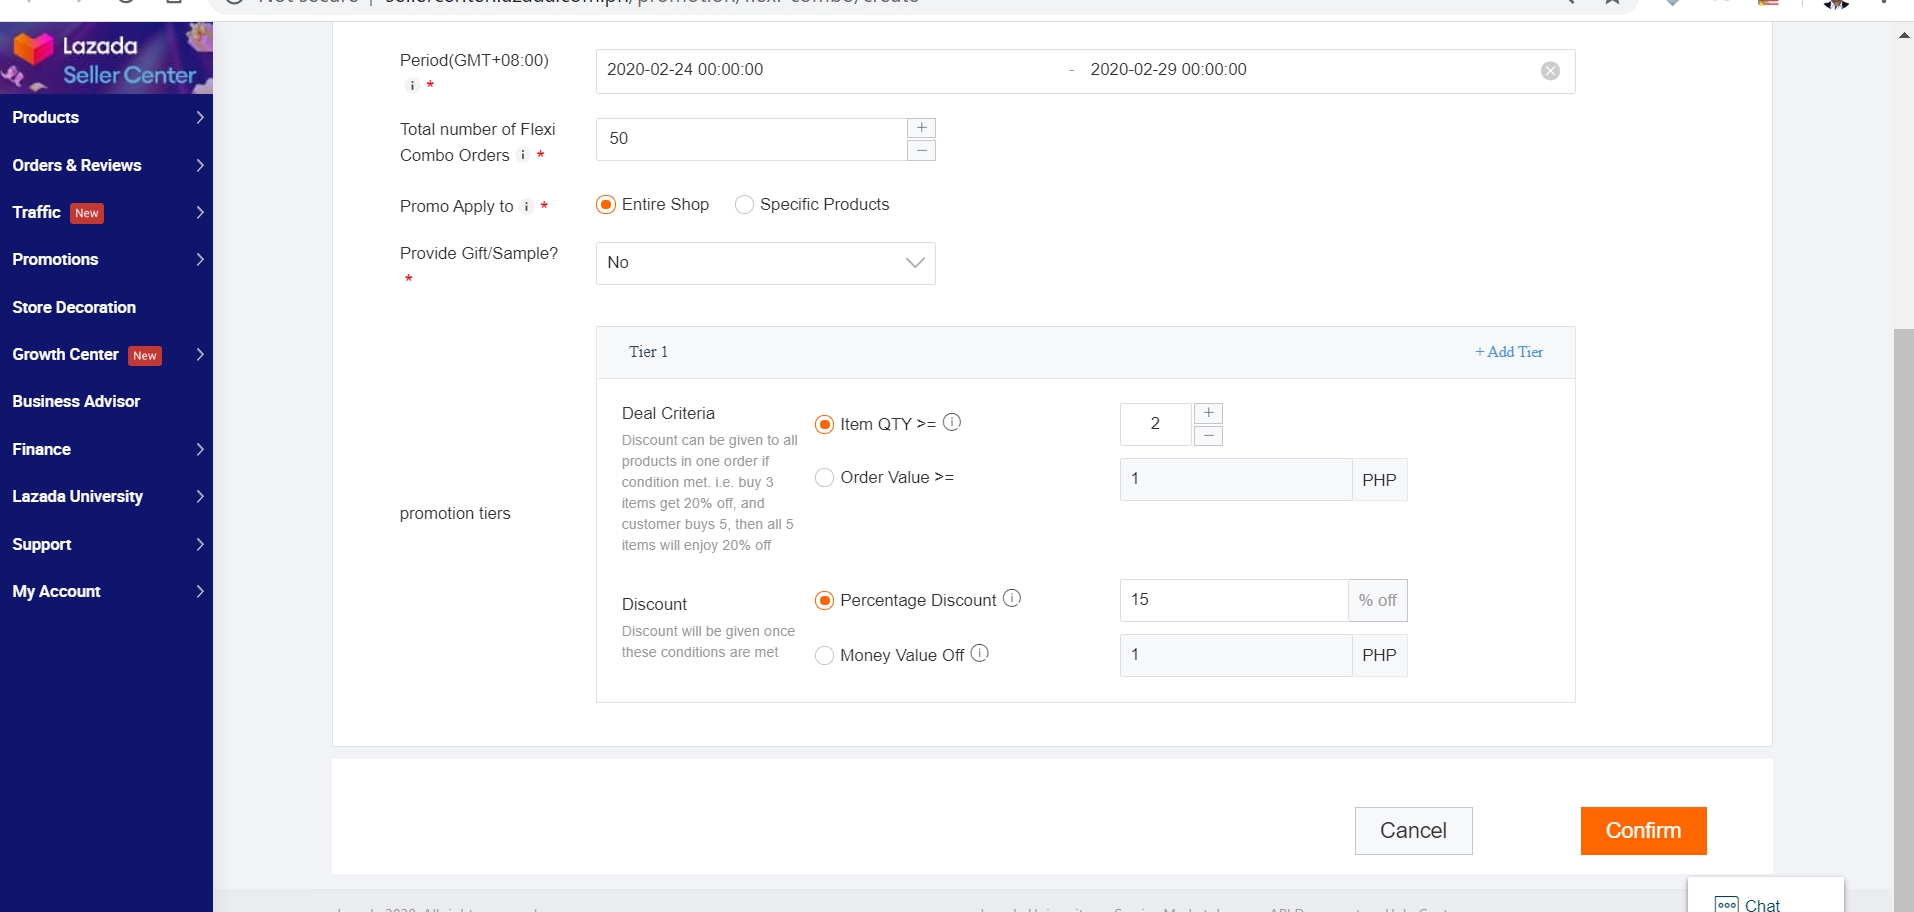 Lazada
Seller Center
Products
Orders & Reviews
Traffic New
Promotions
Store Decoration
Growth Center New
Business Advisor
Finance
Lazada University
Support
My Account
Period(GMT+08:00)
i *
2020-02-24 00:00:00 - 2020-02-29 00:00:00
Total number of Flexi
Combo Orders i *
50
+
−
Promo Apply to i *
Entire Shop Specific Products
Provide Gift/Sample?
*
No
promotion tiers
Tier 1 + Add Tier
Deal Criteria
Discount can be given to all
products in one order if
condition met. i.e. buy 3
items get 20% off, and
customer buys 5, then all 5
items will enjoy 20% off
Item QTY >= i 2
+
−
Order Value >= 1 PHP
Discount
Discount will be given once
these conditions are met
Percentage Discount i 15 % off
Money Value Off i 1 PHP
Cancel Confirm
Chat